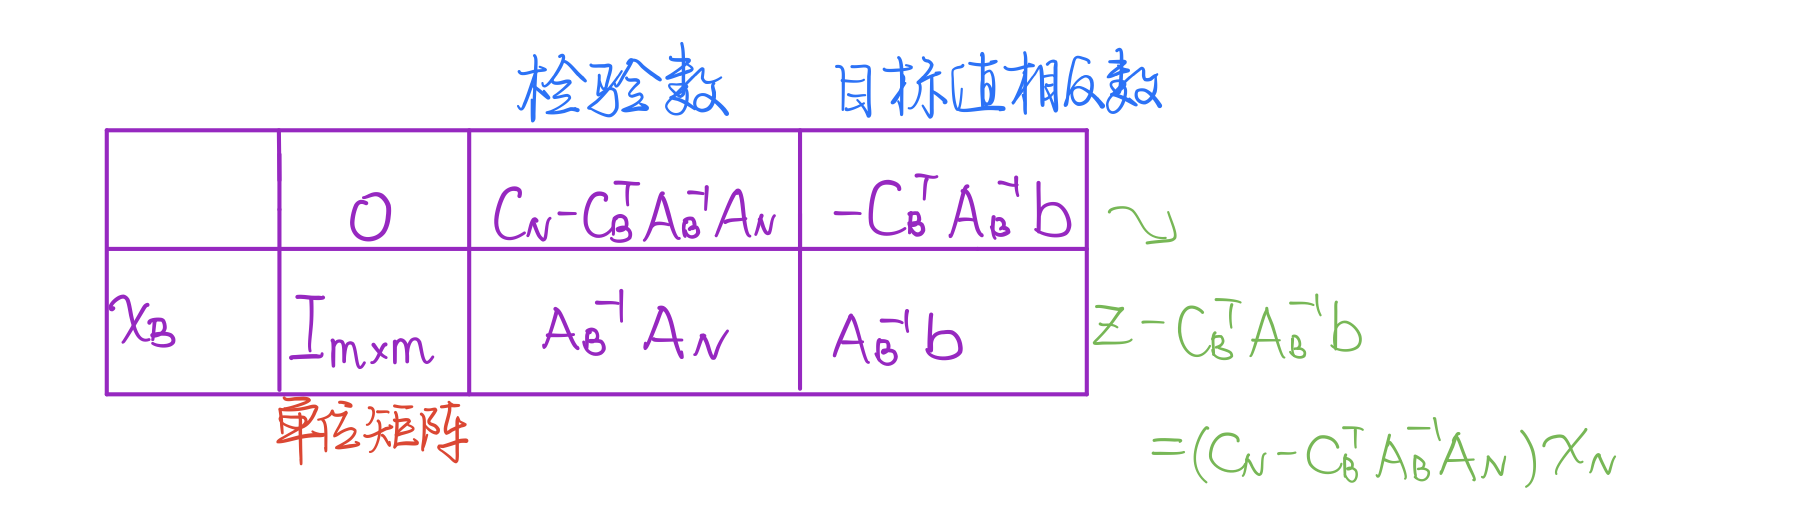 检验数 目标值相反数
0 C_N-C_B^T A_B^{-1} A_N -C_B^T A_B^{-1} b
x_B I_{m×m} A_B^{-1} A_N A_B^{-1} b
z-C_B^T A_B^{-1} b
单位矩阵
=(C_N-C_B^T A_B^{-1} A_N)x_N